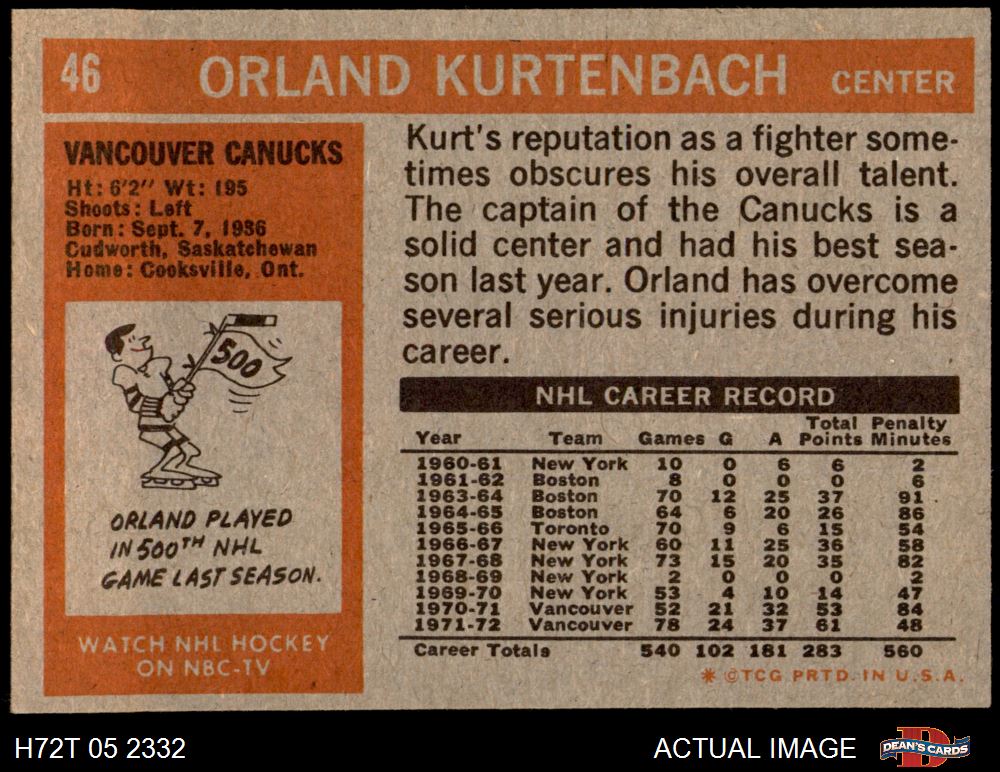 46 ORLAND KURTENBACH CENTER
VANCOUVER CANUCKS
Ht: 6'2" Wt: 195
Shoots: Left
Born: Sept. 7, 1936
Cudworth, Saskatchewan
Home: Cooksville, Ont.
500
ORLAND PLAYED
IN 500TH NHL
GAME LAST SEASON.
WATCH NHL HOCKEY
ON NBC-TV
Kurt's reputation as a fighter some-
times obscures his overall talent.
The captain of the Canucks is a
solid center and had his best sea-
son last year. Orland has overcome
several serious injuries during his
career.
NHL CAREER RECORD
Year Team Games G A Total Points Penalty Minutes
1960-61 New York 10 0 6 6 2
1961-62 Boston 8 0 0 0 6
1963-64 Boston 70 12 25 37 91
1964-65 Boston 64 6 20 26 86
1965-66 Toronto 70 9 6 15 54
1966-67 New York 60 11 25 36 58
1967-68 New York 73 15 20 35 82
1968-69 New York 2 0 0 0 2
1969-70 New York 53 4 10 14 47
1970-71 Vancouver 52 21 32 53 84
1971-72 Vancouver 78 24 37 61 48
Career Totals 540 102 181 283 560
* ©TCG PRTD. IN U.S.A.
H72T 05 2332 ACTUAL IMAGE DEAN'S CARDS